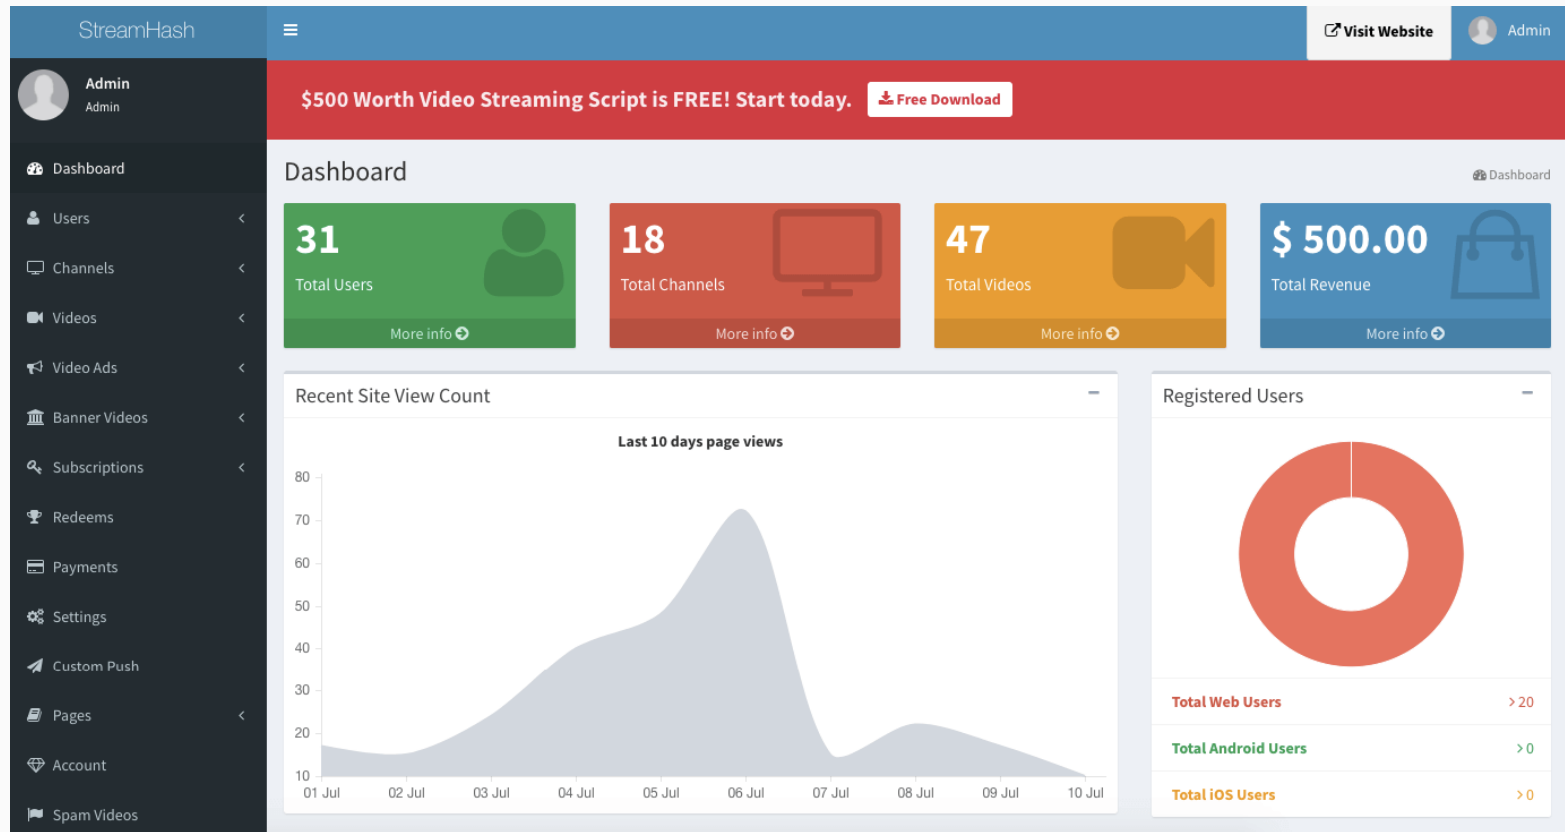 StreamHash
Visit Website
Admin
Admin
Admin
$500 Worth Video Streaming Script is FREE! Start today.
Free Download
Dashboard
Users
Channels
Videos
Video Ads
Banner Videos
Subscriptions
Redeems
Payments
Settings
Custom Push
Pages
Account
Spam Videos
Dashboard
Dashboard
31
Total Users
More info
18
Total Channels
More info
47
Total Videos
More info
$ 500.00
Total Revenue
More info
Recent Site View Count
Last 10 days page views
80
70
60
50
40
30
20
10
01 Jul 02 Jul 03 Jul 04 Jul 05 Jul 06 Jul 07 Jul 08 Jul 09 Jul 10 Jul
Registered Users
Total Web Users 20
Total Android Users 0
Total iOS Users 0